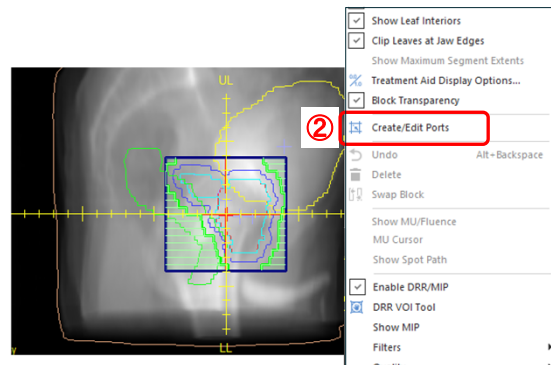 Show Leaf Interiors
Clip Leaves at Jaw Edges
Show Maximum Segment Extents
Treatment Aid Display Options...
Block Transparency
② Create/Edit Ports
Undo Alt+Backspace
Delete
Swap Block
Show MU/Fluence
MU Cursor
Show Spot Path
Enable DRR/MIP
DRR VOI Tool
Show MIP
Filters
UL
LL